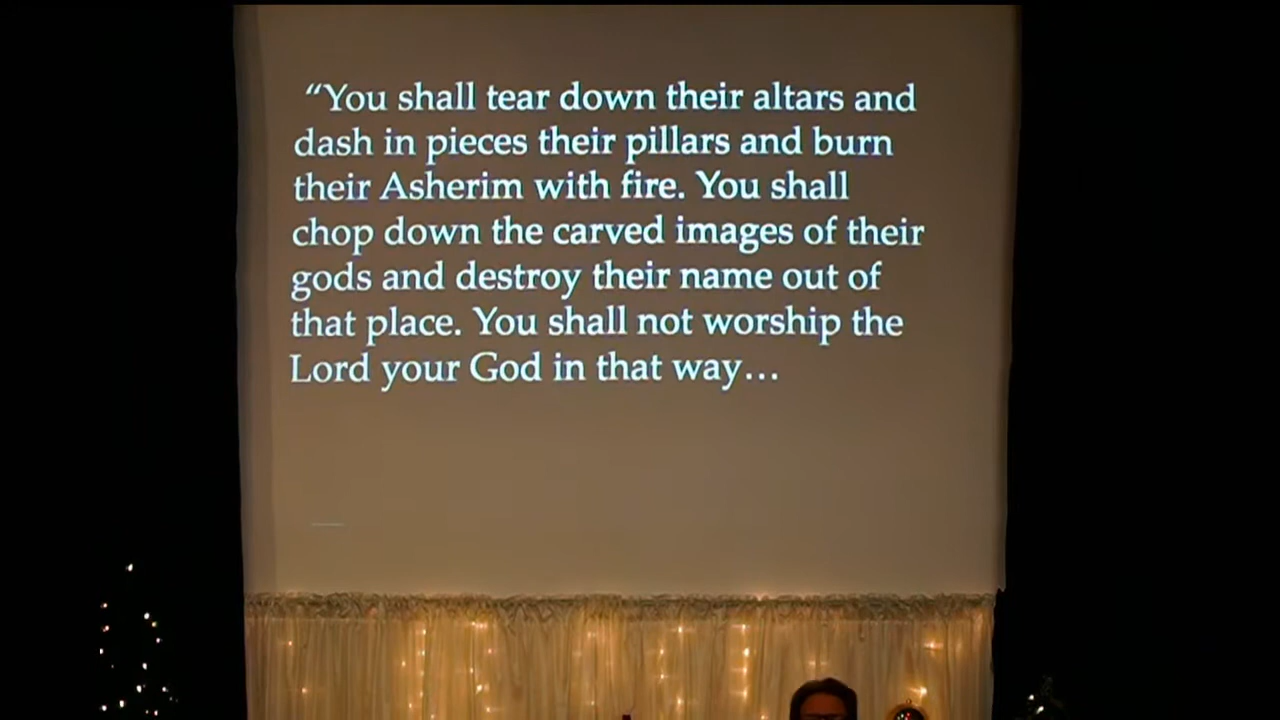 “You shall tear down their altars and
dash in pieces their pillars and burn
their Asherim with fire. You shall
chop down the carved images of their
gods and destroy their name out of
that place. You shall not worship the
Lord your God in that way…